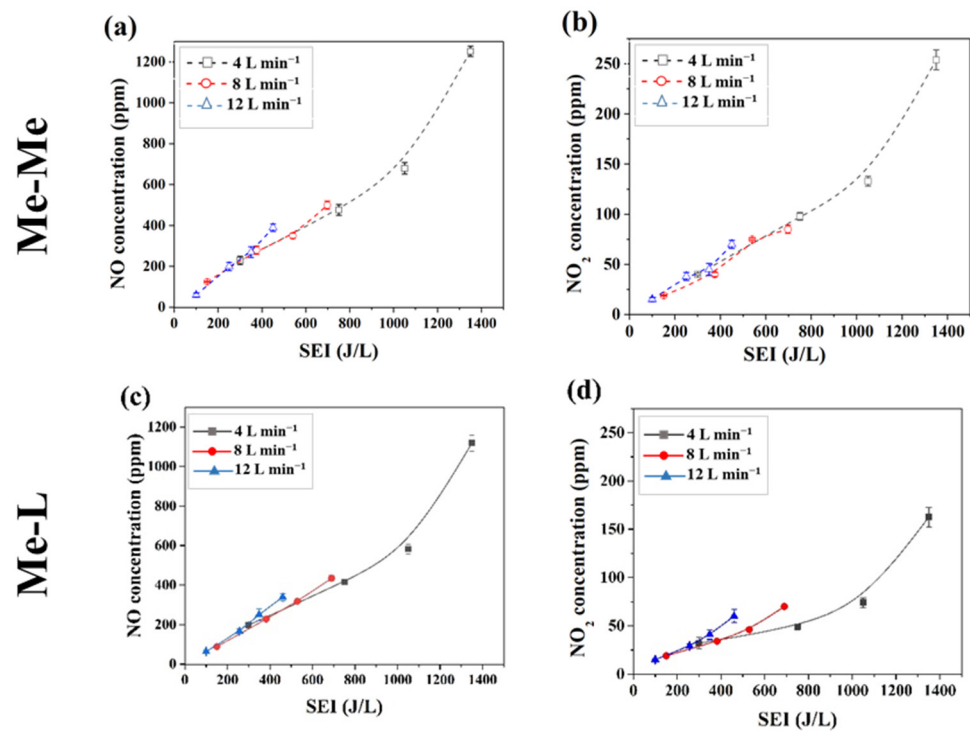 Me-Me
(a)
NO concentration (ppm)
1200
1000
800
600
400
200
0
4 L min⁻¹
8 L min⁻¹
12 L min⁻¹
0 200 400 600 800 1000 1200 1400
SEI (J/L)
(b)
NO₂ concentration (ppm)
250
200
150
100
50
0
4 L min⁻¹
8 L min⁻¹
12 L min⁻¹
0 200 400 600 800 1000 1200 1400
SEI (J/L)
Me-L
(c)
NO concentration (ppm)
1200
1000
800
600
400
200
0
4 L min⁻¹
8 L min⁻¹
12 L min⁻¹
0 200 400 600 800 1000 1200 1400
SEI (J/L)
(d)
NO₂ concentration (ppm)
250
200
150
100
50
0
4 L min⁻¹
8 L min⁻¹
12 L min⁻¹
0 200 400 600 800 1000 1200 1400
SEI (J/L)